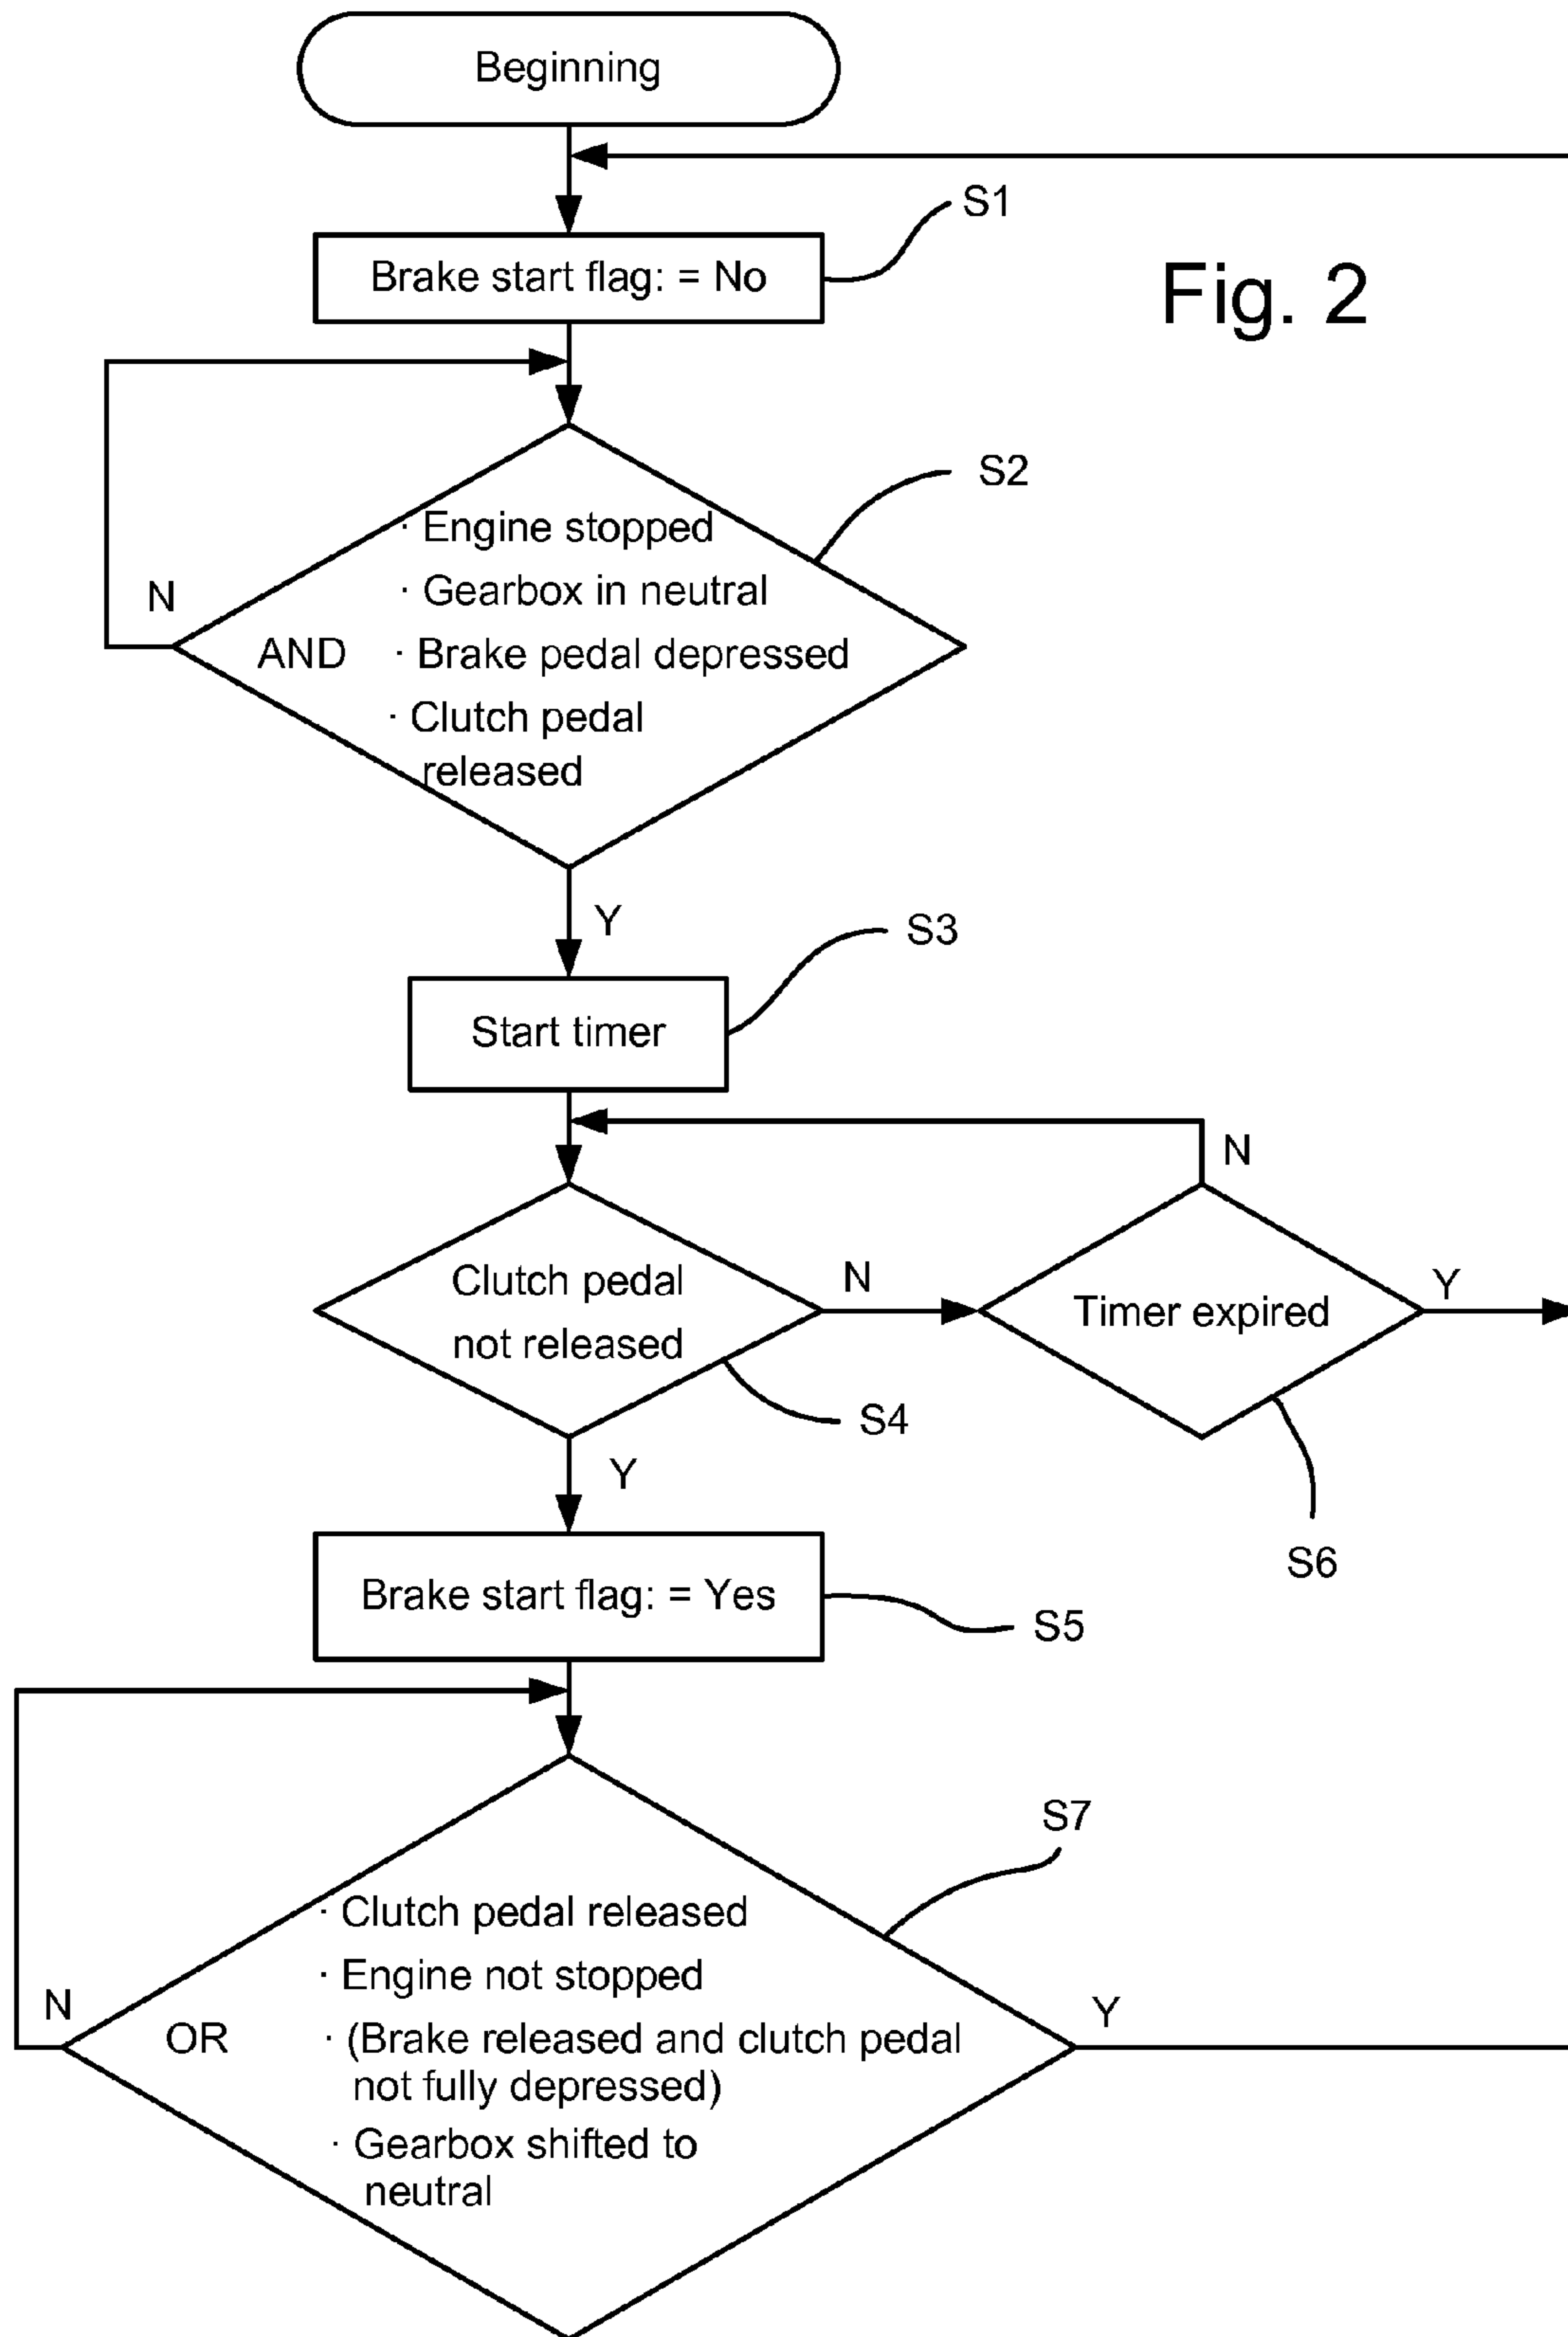 Beginning
S1
Brake start flag: = No
Fig. 2
S2
· Engine stopped
N
· Gearbox in neutral
AND · Brake pedal depressed
· Clutch pedal
released
Y
S3
Start timer
N
Clutch pedal
not released
N
Timer expired
Y
S4
Y
S6
Brake start flag: = Yes
S5
S7
· Clutch pedal released
· Engine not stopped
N
OR · (Brake released and clutch pedal
not fully depressed)
Y
· Gearbox shifted to
neutral